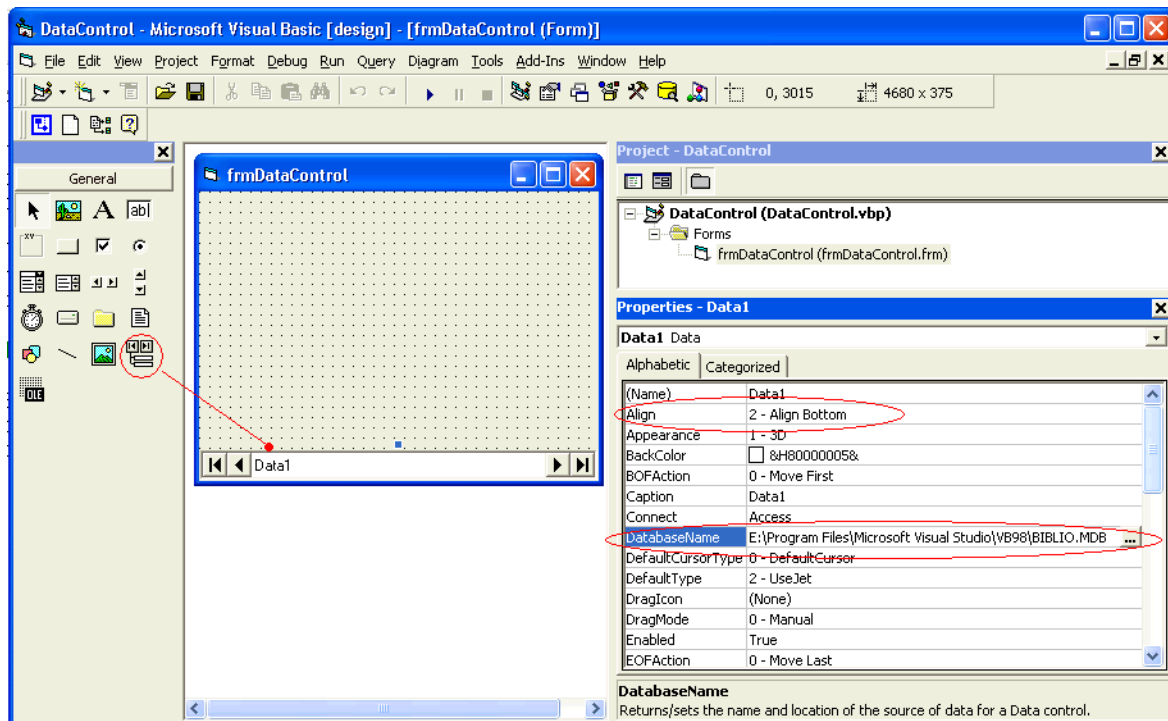 DataControl - Microsoft Visual Basic [design] - [frmDataControl (Form)]
File Edit View Project Format Debug Run Query Diagram Tools Add-Ins Window Help
0, 3015 4680 x 375
General
A ab|
XY
OLE
frmDataControl
Data1
Project - DataControl
DataControl (DataControl.vbp)
Forms
frmDataControl (frmDataControl.frm)
Properties - Data1
Data1 Data
Alphabetic Categorized
(Name) Data1
Align 2 - Align Bottom
Appearance 1 - 3D
BackColor &H80000005&
BOFAction 0 - Move First
Caption Data1
Connect Access
DatabaseName E:\Program Files\Microsoft Visual Studio\VB98\BIBLIO.MDB ...
DefaultCursorType 0 - DefaultCursor
DefaultType 2 - UseJet
DragIcon (None)
DragMode 0 - Manual
Enabled True
EOFAction 0 - Move Last
DatabaseName
Returns/sets the name and location of the source of data for a Data control.